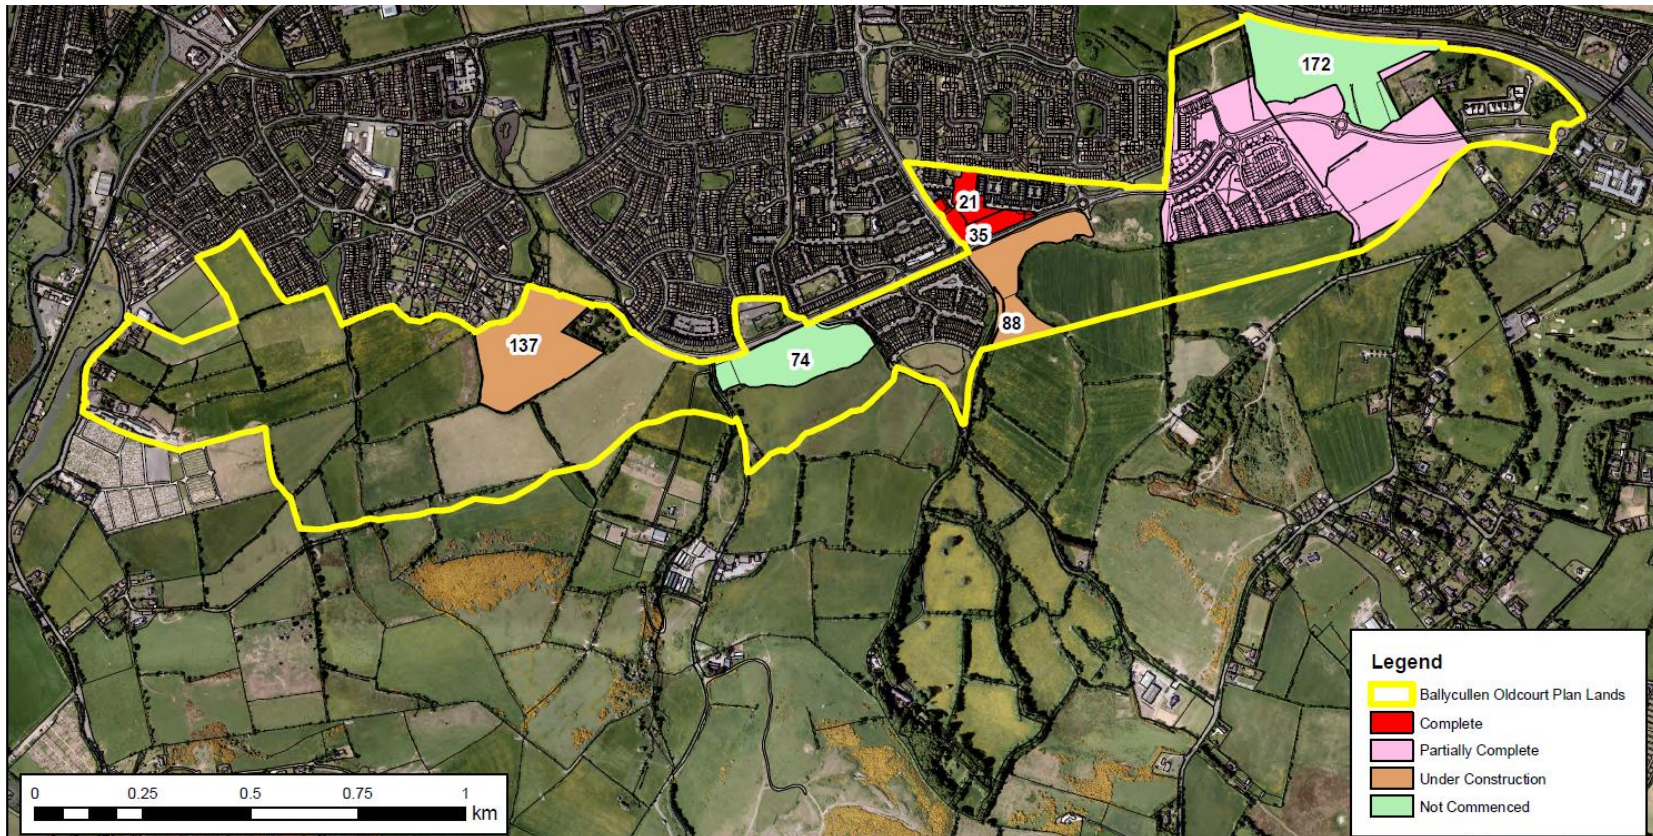 172
21
35
88
137
74
Legend
Ballycullen Oldcourt Plan Lands
Complete
Partially Complete
Under Construction
Not Commenced
0 0.25 0.5 0.75 1
km